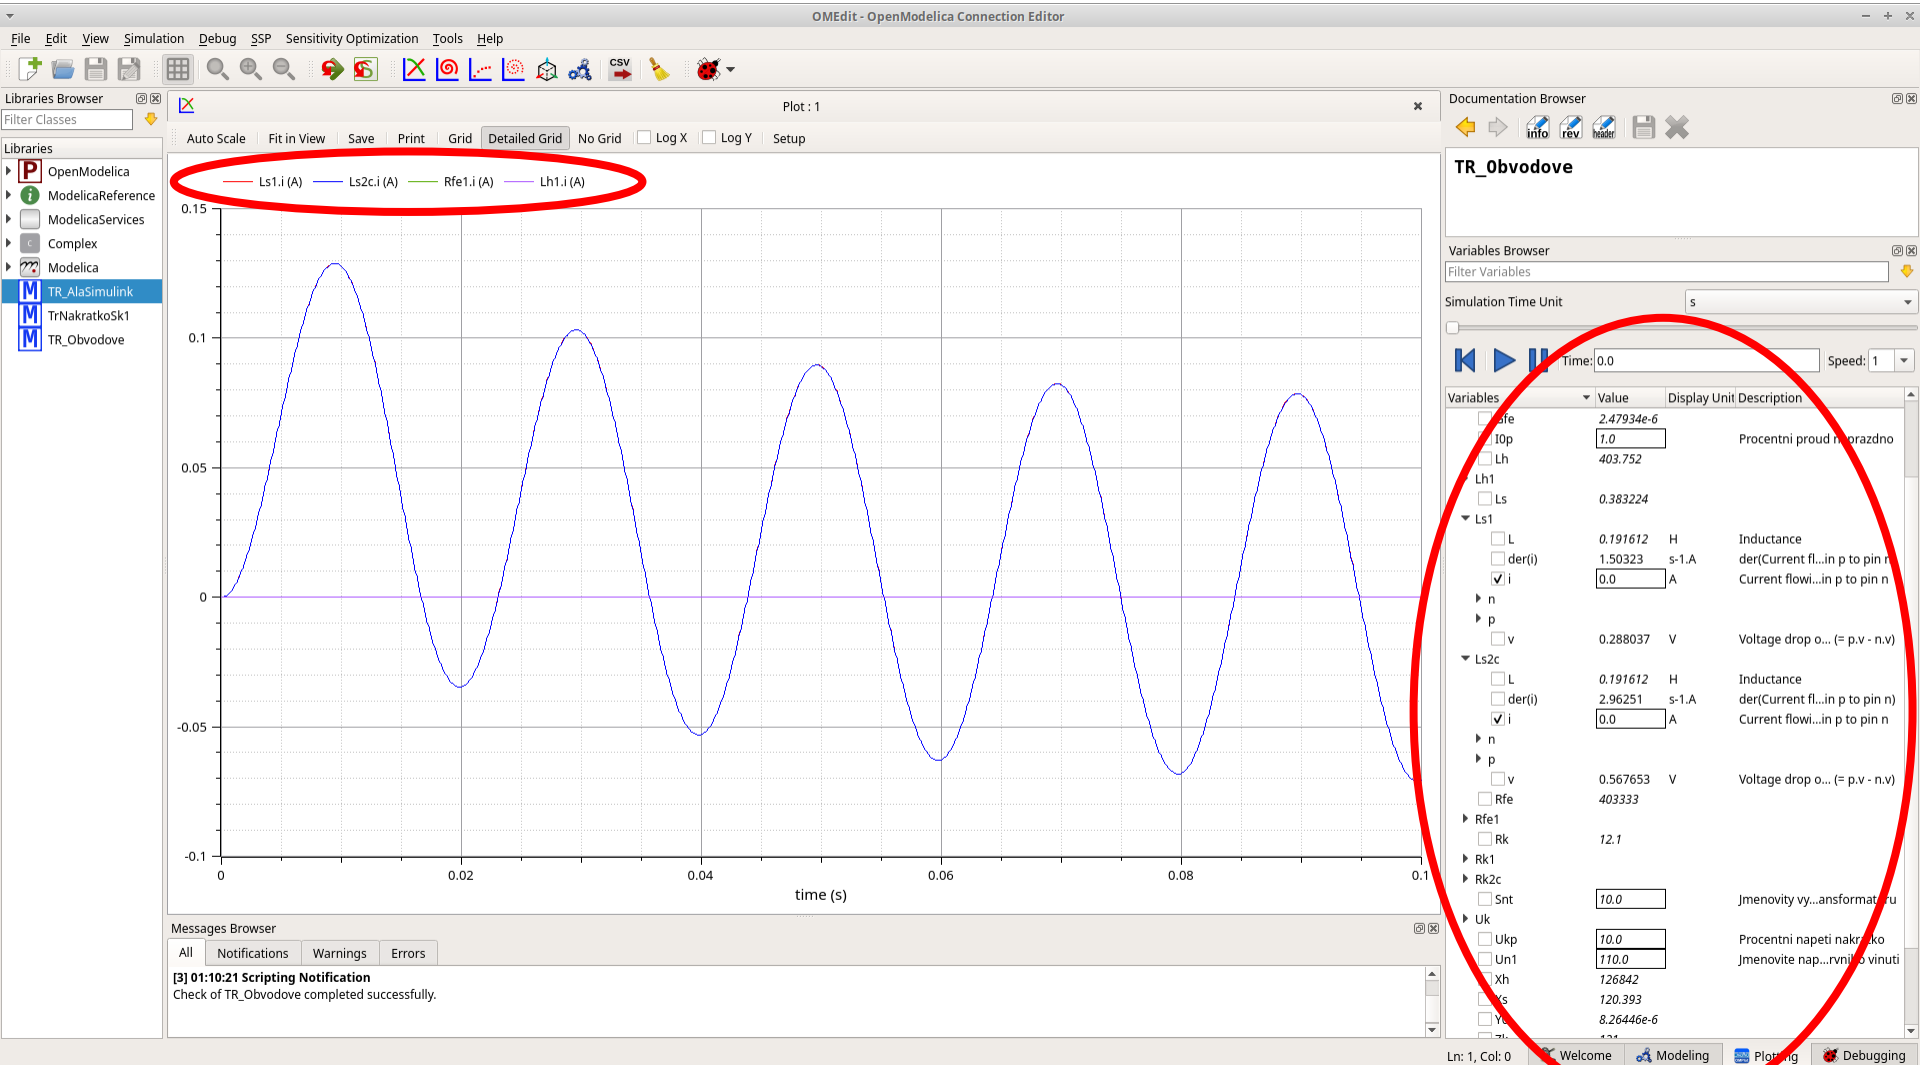 OMEdit - OpenModelica Connection Editor
File Edit View Simulation Debug SSP Sensitivity Optimization Tools Help
CSV
Libraries Browser
Filter Classes
Libraries
P OpenModelica
i ModelicaReference
ModelicaServices
C Complex
Modelica
M TR_AlaSimulink
M TrNakratkoSk1
M TR_Obvodove
Plot : 1
Auto Scale Fit in View Save Print Grid Detailed Grid No Grid Log X Log Y Setup
Ls1.i (A) Ls2c.i (A) Rfe1.i (A) Lh1.i (A)
0.15
0.1
0.05
0
-0.05
-0.1
0 0.02 0.04 0.06 0.08 0.1
time (s)
Messages Browser
All Notifications Warnings Errors
[3] 01:10:21 Scripting Notification
Check of TR_Obvodove completed successfully.
Documentation Browser
info rev header
TR_Obvodove
Variables Browser
Filter Variables
Simulation Time Unit s
Time: 0.0 Speed: 1
Variables Value Display Unit Description
2.47934e-6
I0p 1.0
Lh 403.752
Lh1
Ls 0.383224
Ls1
L 0.191612 H Inductance
der(i) 1.50323 s-1.A der(Current fl...in p to pin n
i 0.0 A Current flowi...in p to pin n
n
p
v 0.288037 V Voltage drop o... (= p.v - n.v)
Ls2c
L 0.191612 H Inductance
der(i) 2.96251 s-1.A der(Current fl...in p to pin n)
i 0.0 A Current flowi...in p to pin n
n
p
v 0.567653 V Voltage drop o... (= p.v - n.v)
Rfe 403333
Rfe1
Rk 12.1
Rk1
Rk2c
Snt 10.0
Uk
Ukp 10.0
Un1 110.0
Xh 126842
Xs 120.393
8.26446e-6
Ln: 1, Col: 0 Welcome Modeling Plotting Debugging